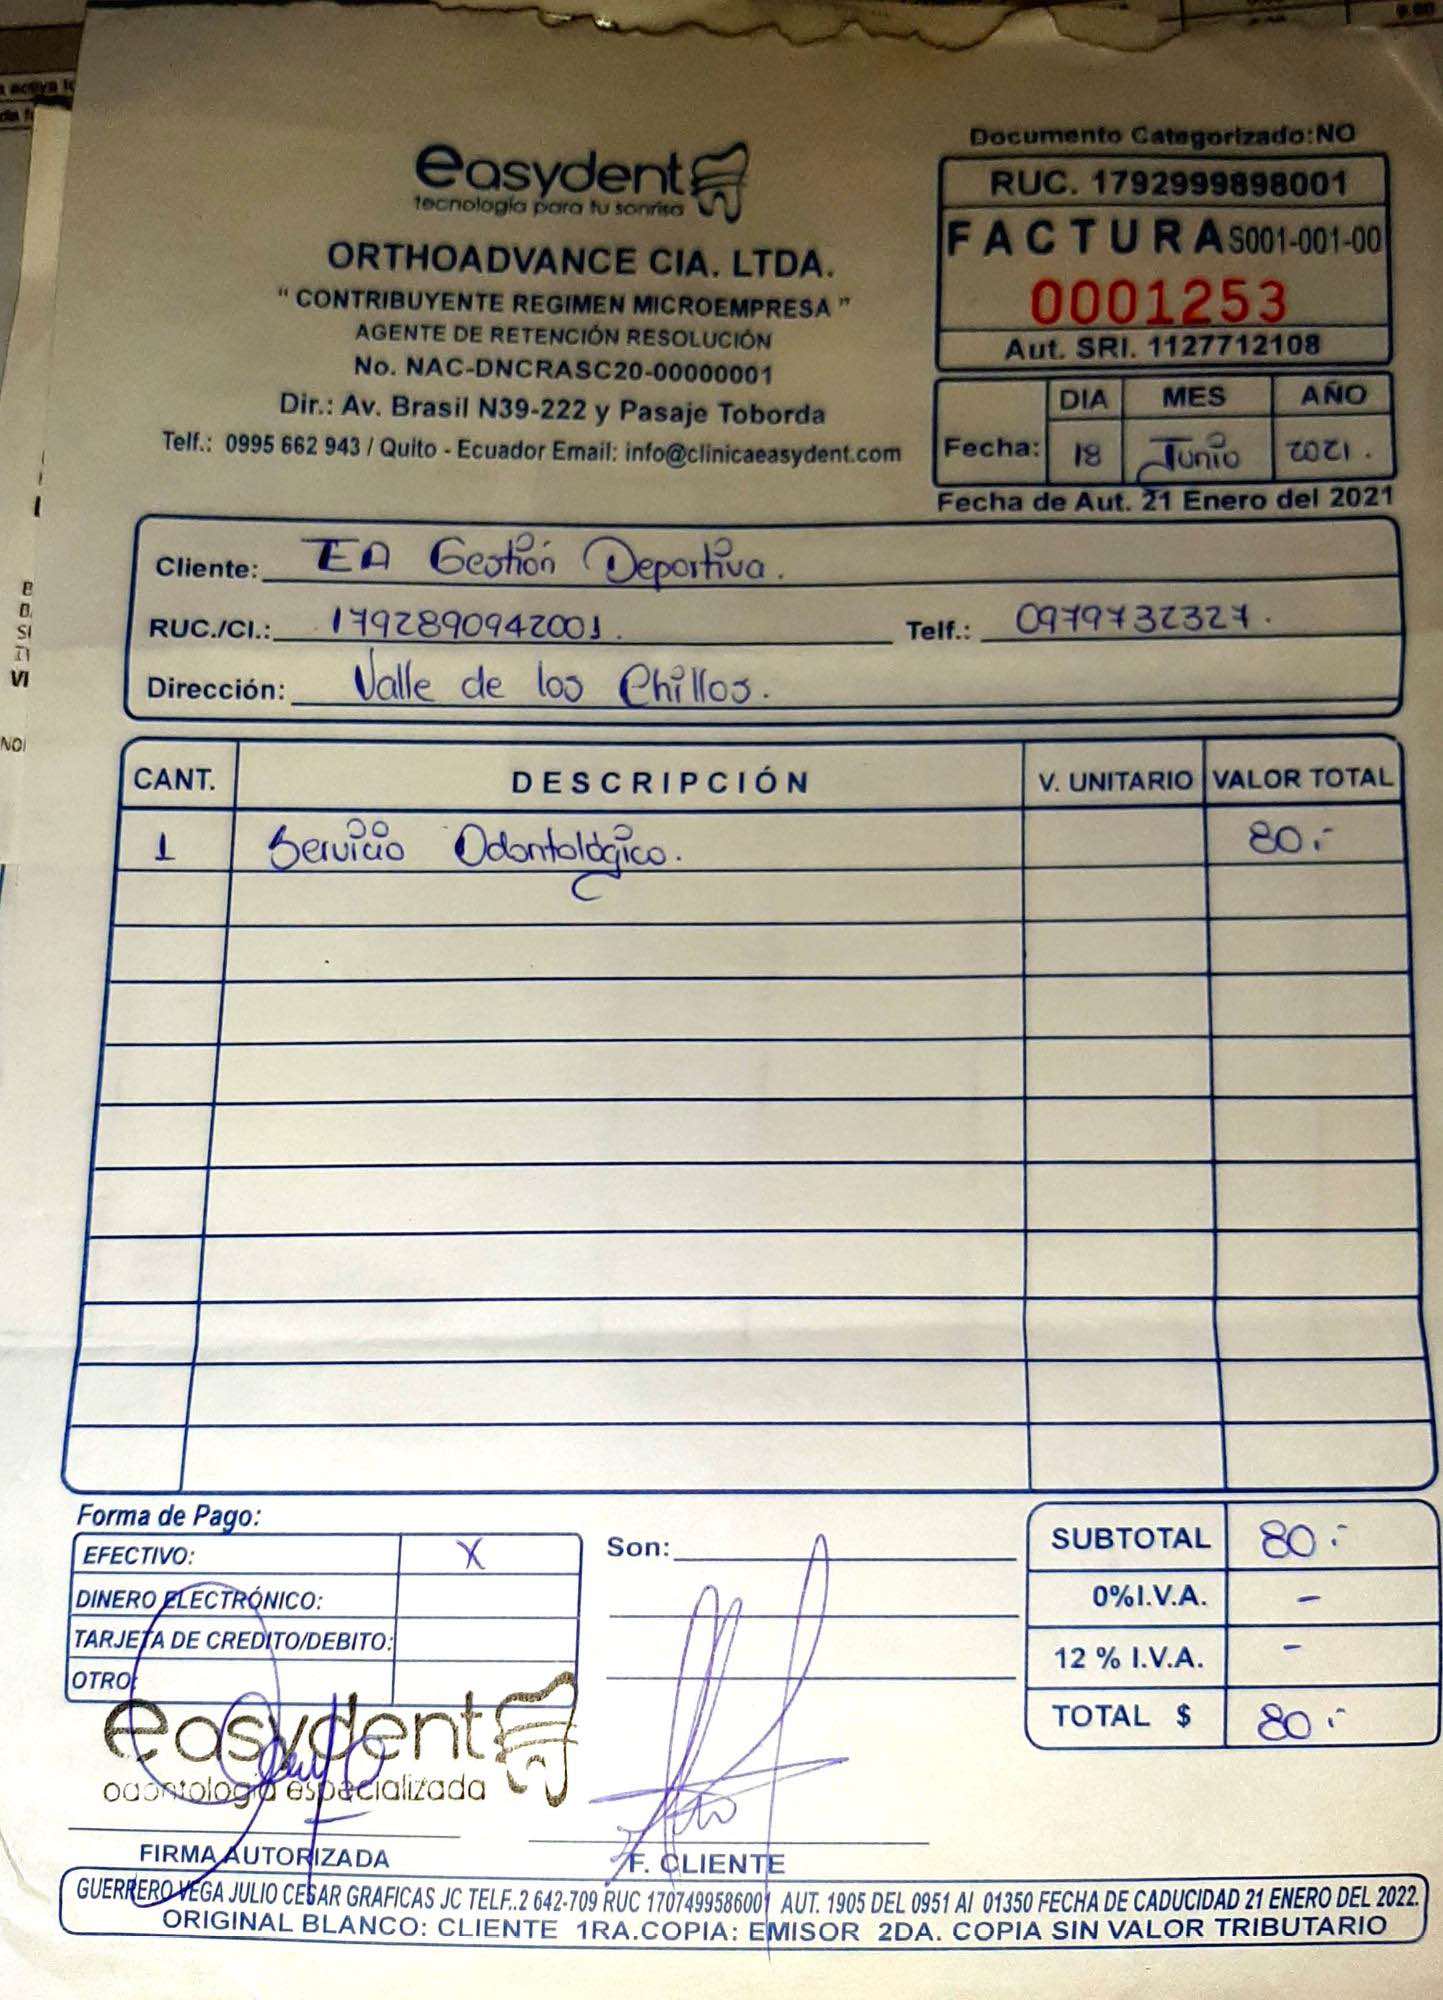 easydent
tecnología para tu sonrisa
ORTHOADVANCE CIA. LTDA.
" CONTRIBUYENTE REGIMEN MICROEMPRESA "
AGENTE DE RETENCIÓN RESOLUCIÓN
No. NAC-DNCRASC20-00000001
Dir.: Av. Brasil N39-222 y Pasaje Toborda
Telf.: 0995 662 943 / Quito - Ecuador Email: info@clinicaeasydent.com
Documento Categorizado:NO
RUC. 1792999898001
FACTURA S001-001-00
0001253
Aut. SRI. 1127712108
DIA MES AÑO
Fecha: 18 Junio 2021.
Fecha de Aut. 21 Enero del 2021
Cliente: EA Gestión Deportiva.
RUC./CI.: 1792890942001. Telf.: 0979732327.
Dirección: Valle de los Chillos.
CANT. DESCRIPCIÓN V. UNITARIO VALOR TOTAL
1 Servicio Odontológico. 80.-
Forma de Pago:
EFECTIVO: X
DINERO ELECTRÓNICO:
TARJETA DE CREDITO/DEBITO:
OTRO:
Son:
SUBTOTAL 80.-
0%I.V.A. -
12 % I.V.A. -
TOTAL $ 80.-
easydent
odontología especializada
FIRMA AUTORIZADA
F. CLIENTE
GUERRERO VEGA JULIO CESAR GRAFICAS JC TELF.:2 642-709 RUC 1707499586001 AUT. 1905 DEL 0951 Al 01350 FECHA DE CADUCIDAD 21 ENERO DEL 2022.
ORIGINAL BLANCO: CLIENTE 1RA.COPIA: EMISOR 2DA. COPIA SIN VALOR TRIBUTARIO